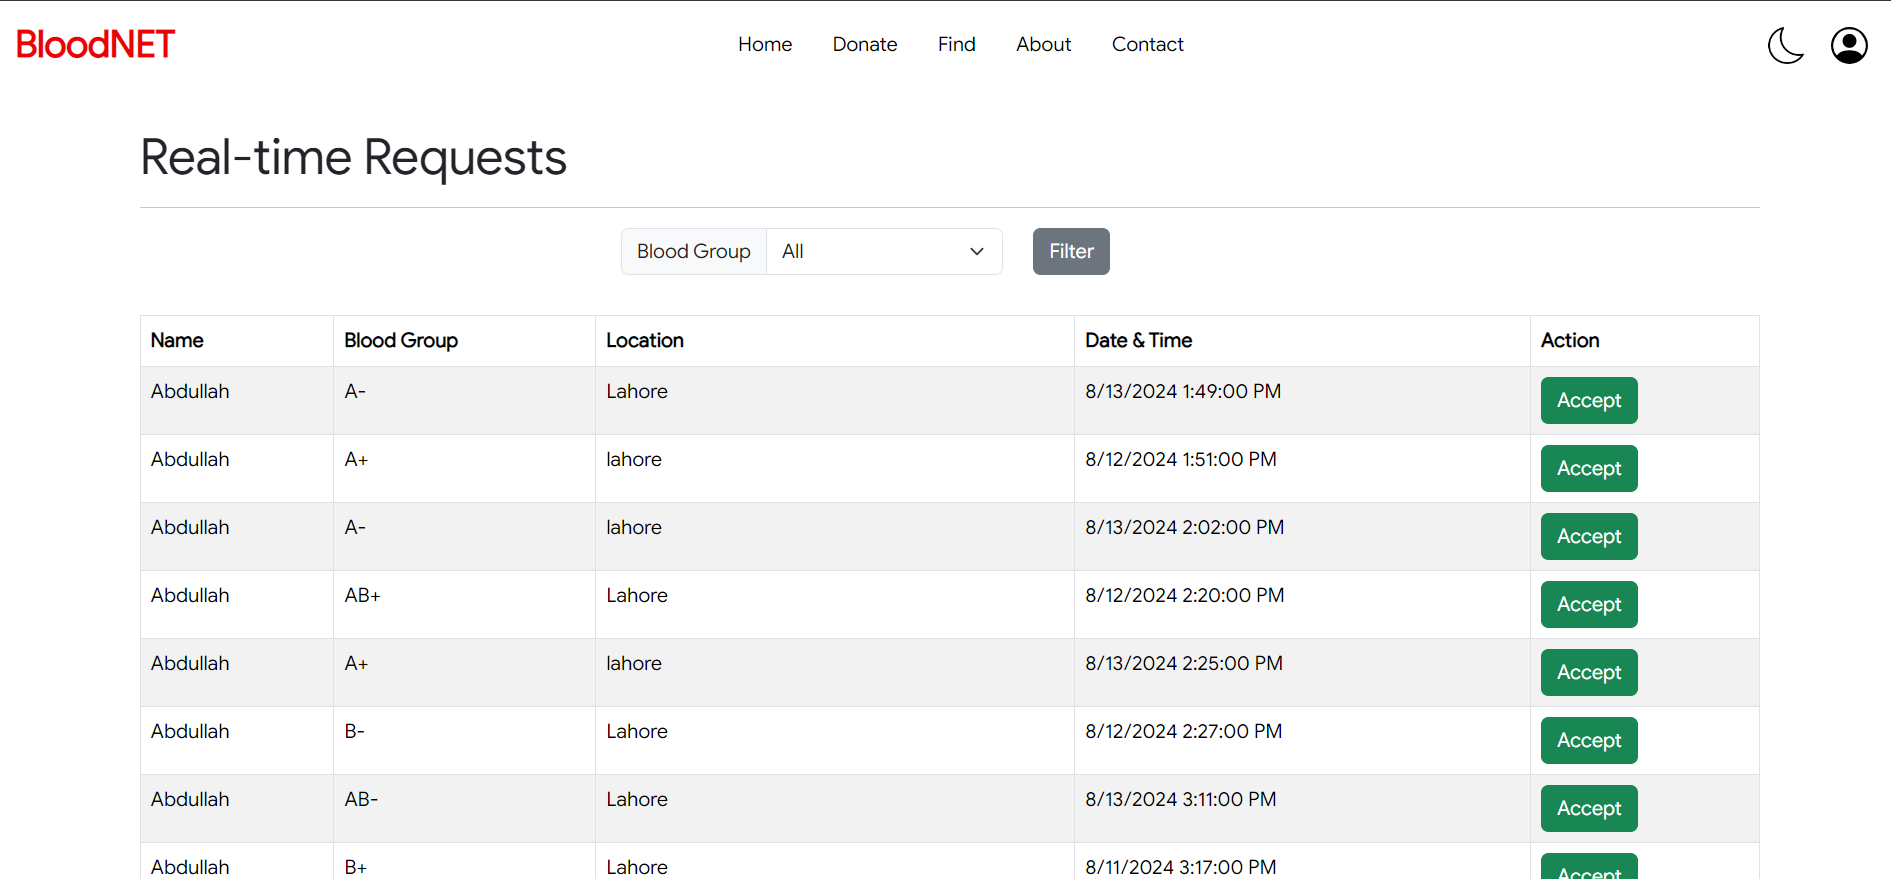 BloodNET
Home Donate Find About Contact
Real-time Requests
Blood Group All Filter
Name Blood Group Location Date & Time Action
Abdullah A- Lahore 8/13/2024 1:49:00 PM Accept
Abdullah A+ lahore 8/12/2024 1:51:00 PM Accept
Abdullah A- lahore 8/13/2024 2:02:00 PM Accept
Abdullah AB+ Lahore 8/12/2024 2:20:00 PM Accept
Abdullah A+ lahore 8/13/2024 2:25:00 PM Accept
Abdullah B- Lahore 8/12/2024 2:27:00 PM Accept
Abdullah AB- Lahore 8/13/2024 3:11:00 PM Accept
Abdullah B+ Lahore 8/11/2024 3:17:00 PM Accept